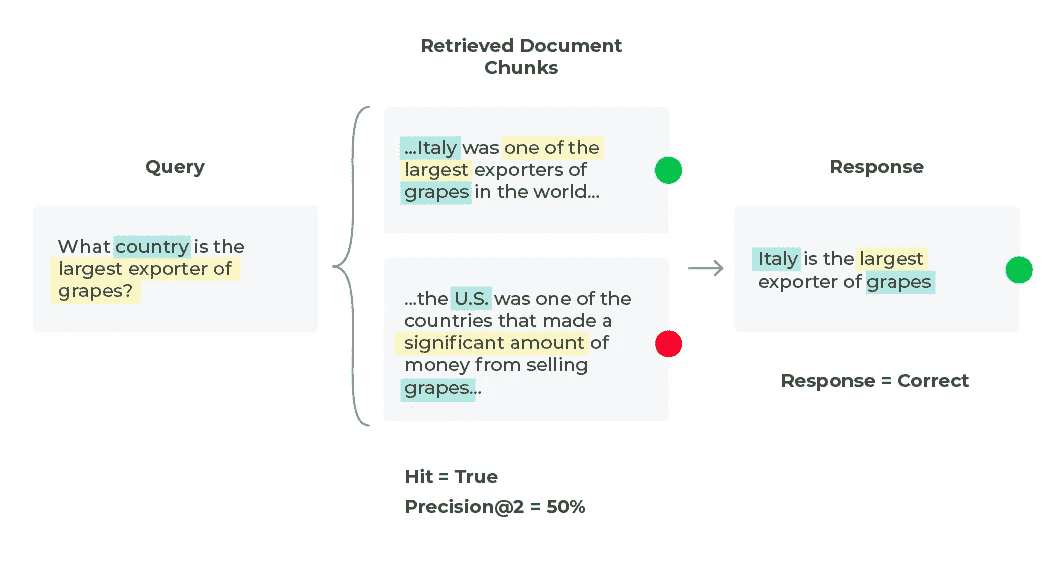 Retrieved Document
Chunks
Query
What country is the
largest exporter of
grapes?
...Italy was one of the
largest exporters of
grapes in the world...
...the U.S. was one of the
countries that made a
significant amount of
money from selling
grapes...
Hit = True
Precision@2 = 50%
Response
Italy is the largest
exporter of grapes
Response = Correct